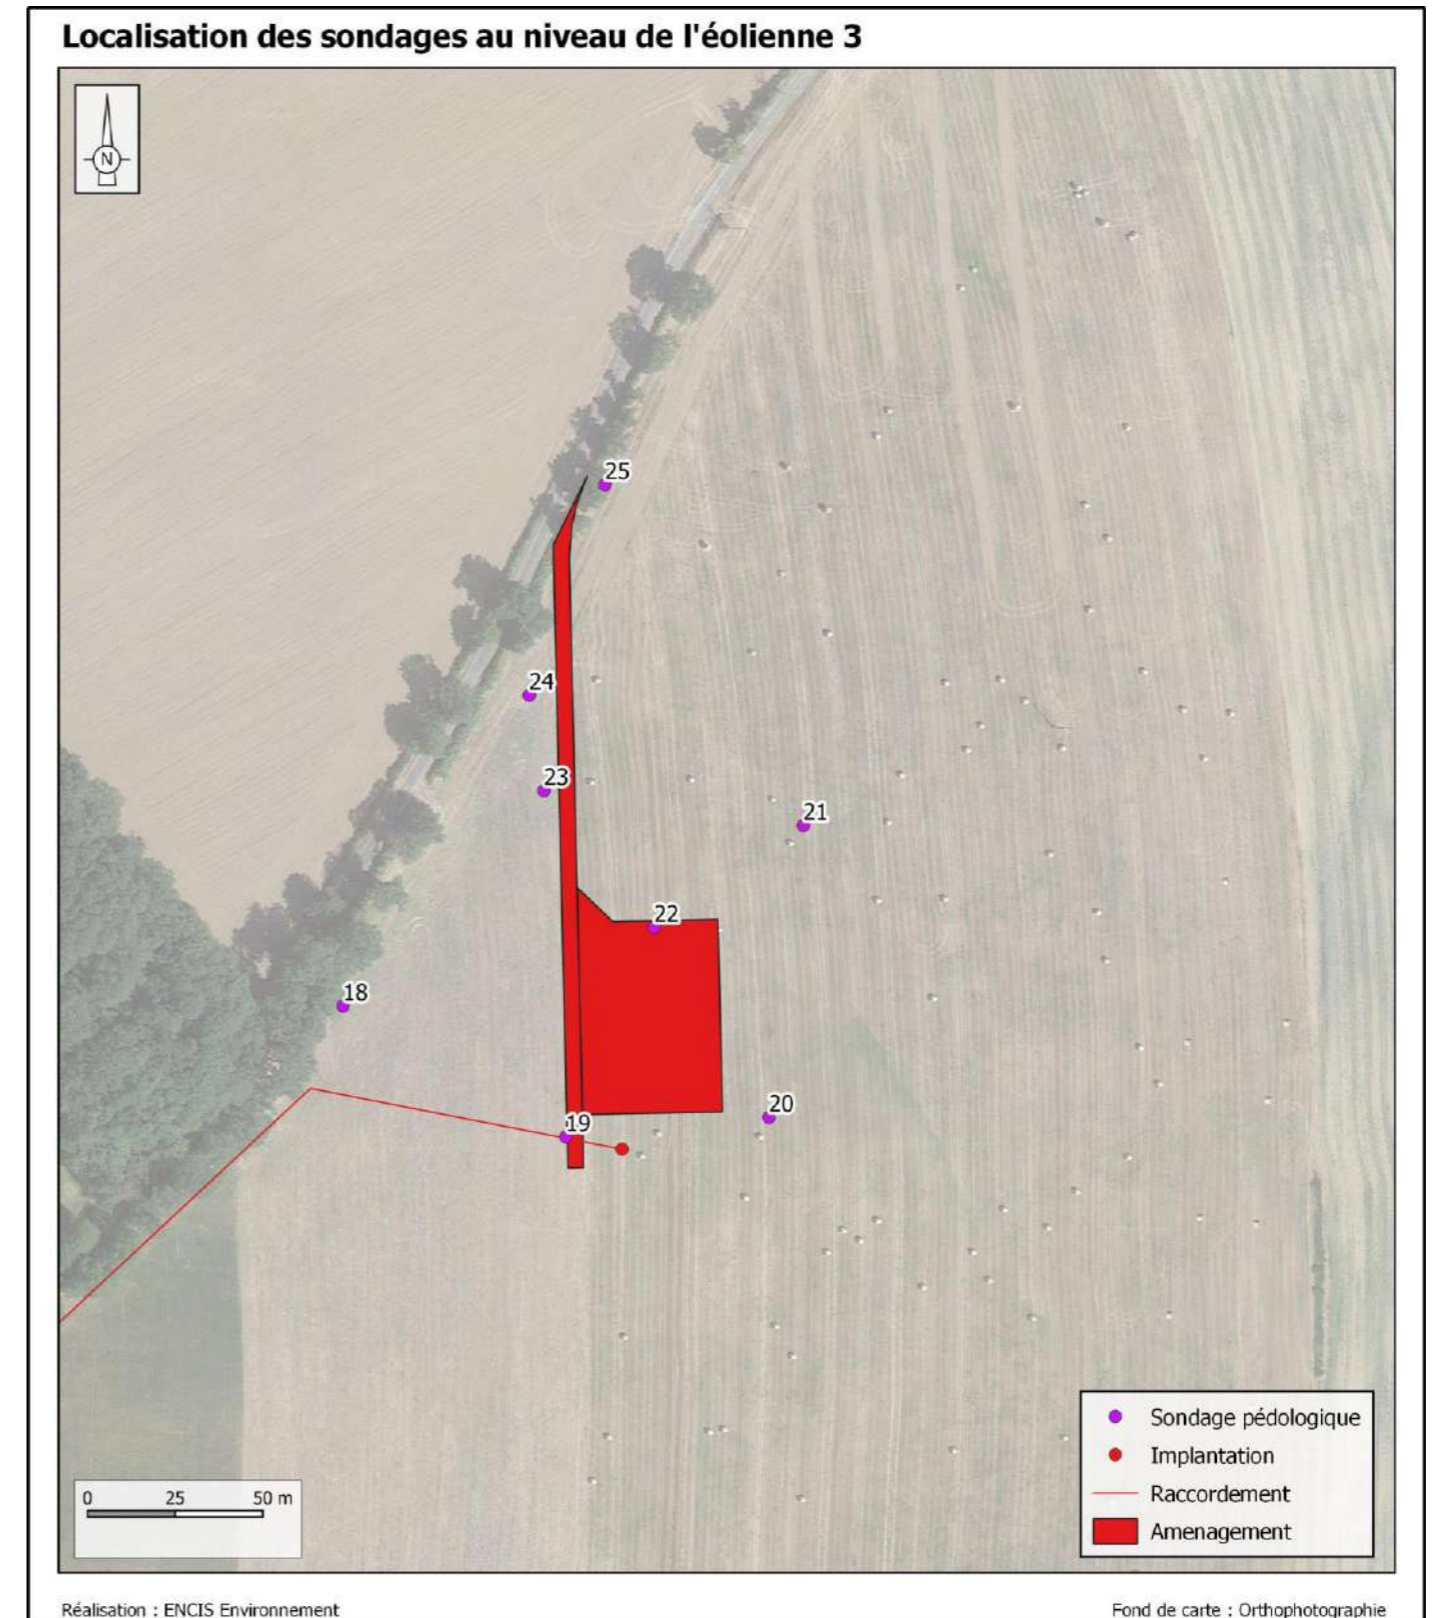 Localisation des sondages au niveau de l'éolienne 3
N
25
24
23
21
22
18
20
19
Sondage pédologique
Implantation
Raccordement
Amenagement
0 25 50 m
Réalisation : ENCIS Environnement
Fond de carte : Orthophotographie